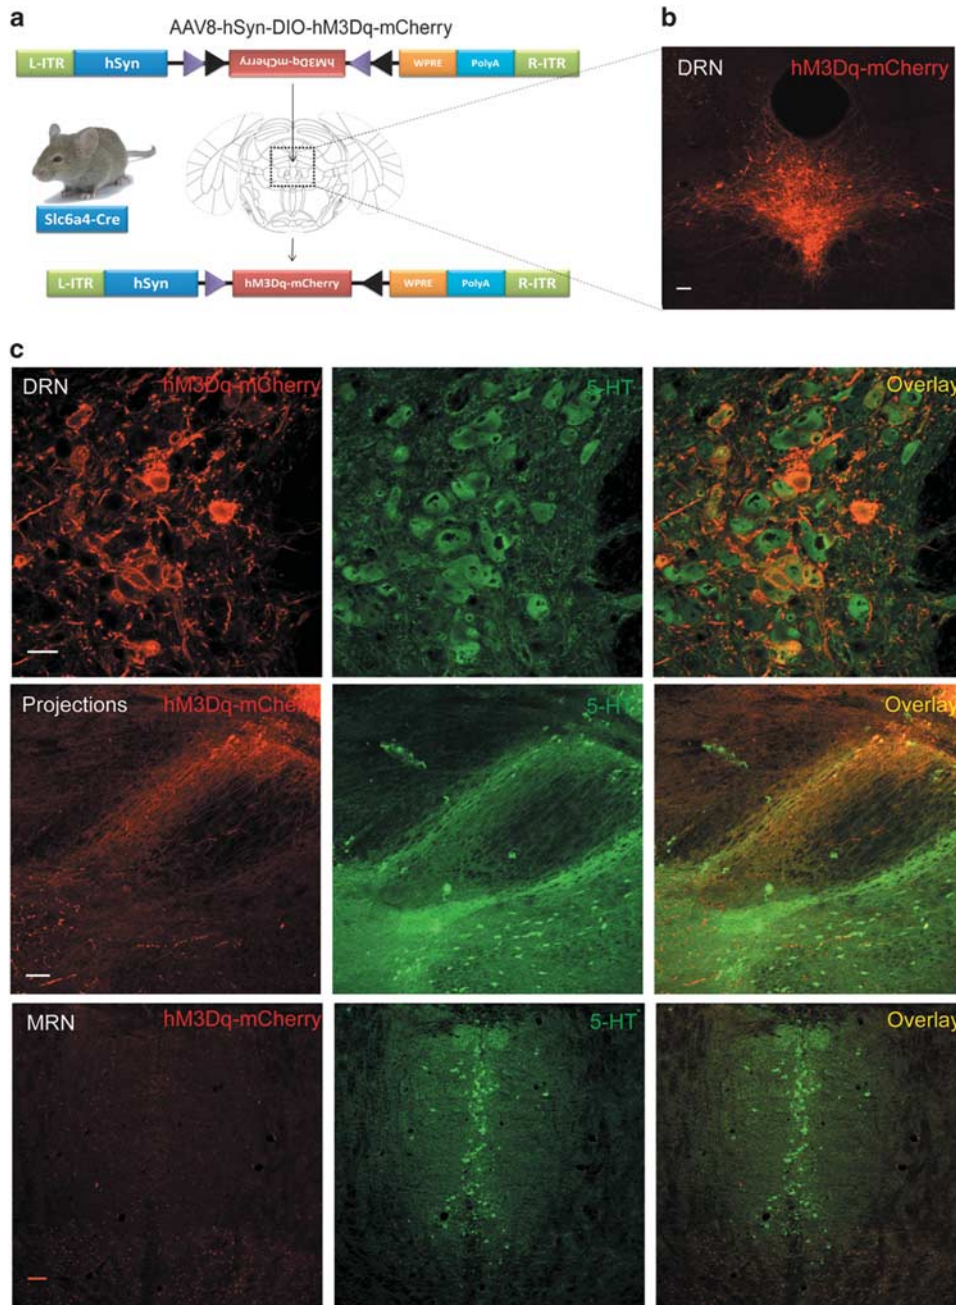 a
AAV8-hSyn-DIO-hM3Dq-mCherry
L-ITR hSyn hM3Dq-mCherry WPRE PolyA R-ITR
Slc6a4-Cre
L-ITR hSyn hM3Dq-mCherry WPRE PolyA R-ITR
b
DRN hM3Dq-mCherry
c
DRN hM3Dq-mCherry 5-HT Overlay
Projections hM3Dq-mCherry 5-HT Overlay
MRN hM3Dq-mCherry 5-HT Overlay